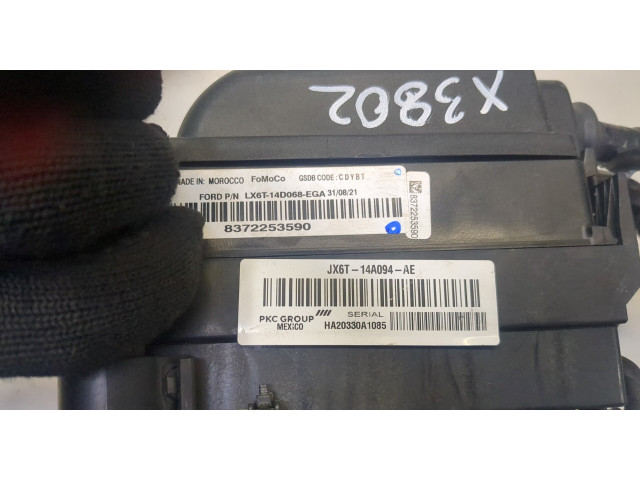 X3802
MADE IN: MOROCCO FoMoCo GSDB CODE: CDYBT
FORD P/N LX6T-14D068-EGA 31/08/21
8372253590
8372253590
JX6T-14A094-AE
PKC GROUP SERIAL
MEXICO HA20330A1085